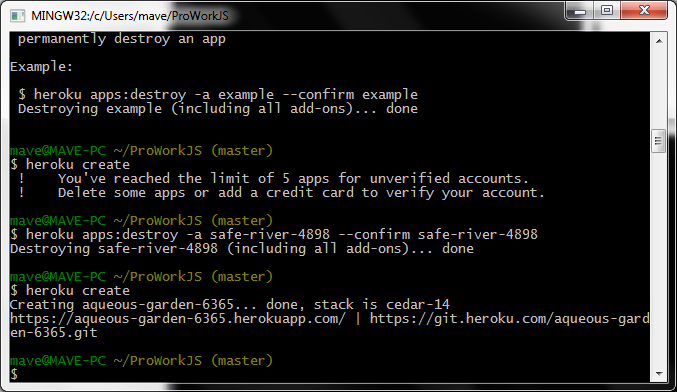 MINGW32:/c/Users/mave/ProWorkJS
permanently destroy an app
Example:
$ heroku apps:destroy -a example --confirm example
Destroying example (including all add-ons)... done
mave@MAVE-PC ~/ProWorkJS (master)
$ heroku create
!    You've reached the limit of 5 apps for unverified accounts.
!    Delete some apps or add a credit card to verify your account.
mave@MAVE-PC ~/ProWorkJS (master)
$ heroku apps:destroy -a safe-river-4898 --confirm safe-river-4898
Destroying safe-river-4898 (including all add-ons)... done
mave@MAVE-PC ~/ProWorkJS (master)
$ heroku create
Creating aqueous-garden-6365... done, stack is cedar-14
https://aqueous-garden-6365.herokuapp.com/ | https://git.heroku.com/aqueous-gard
en-6365.git
mave@MAVE-PC ~/ProWorkJS (master)
$